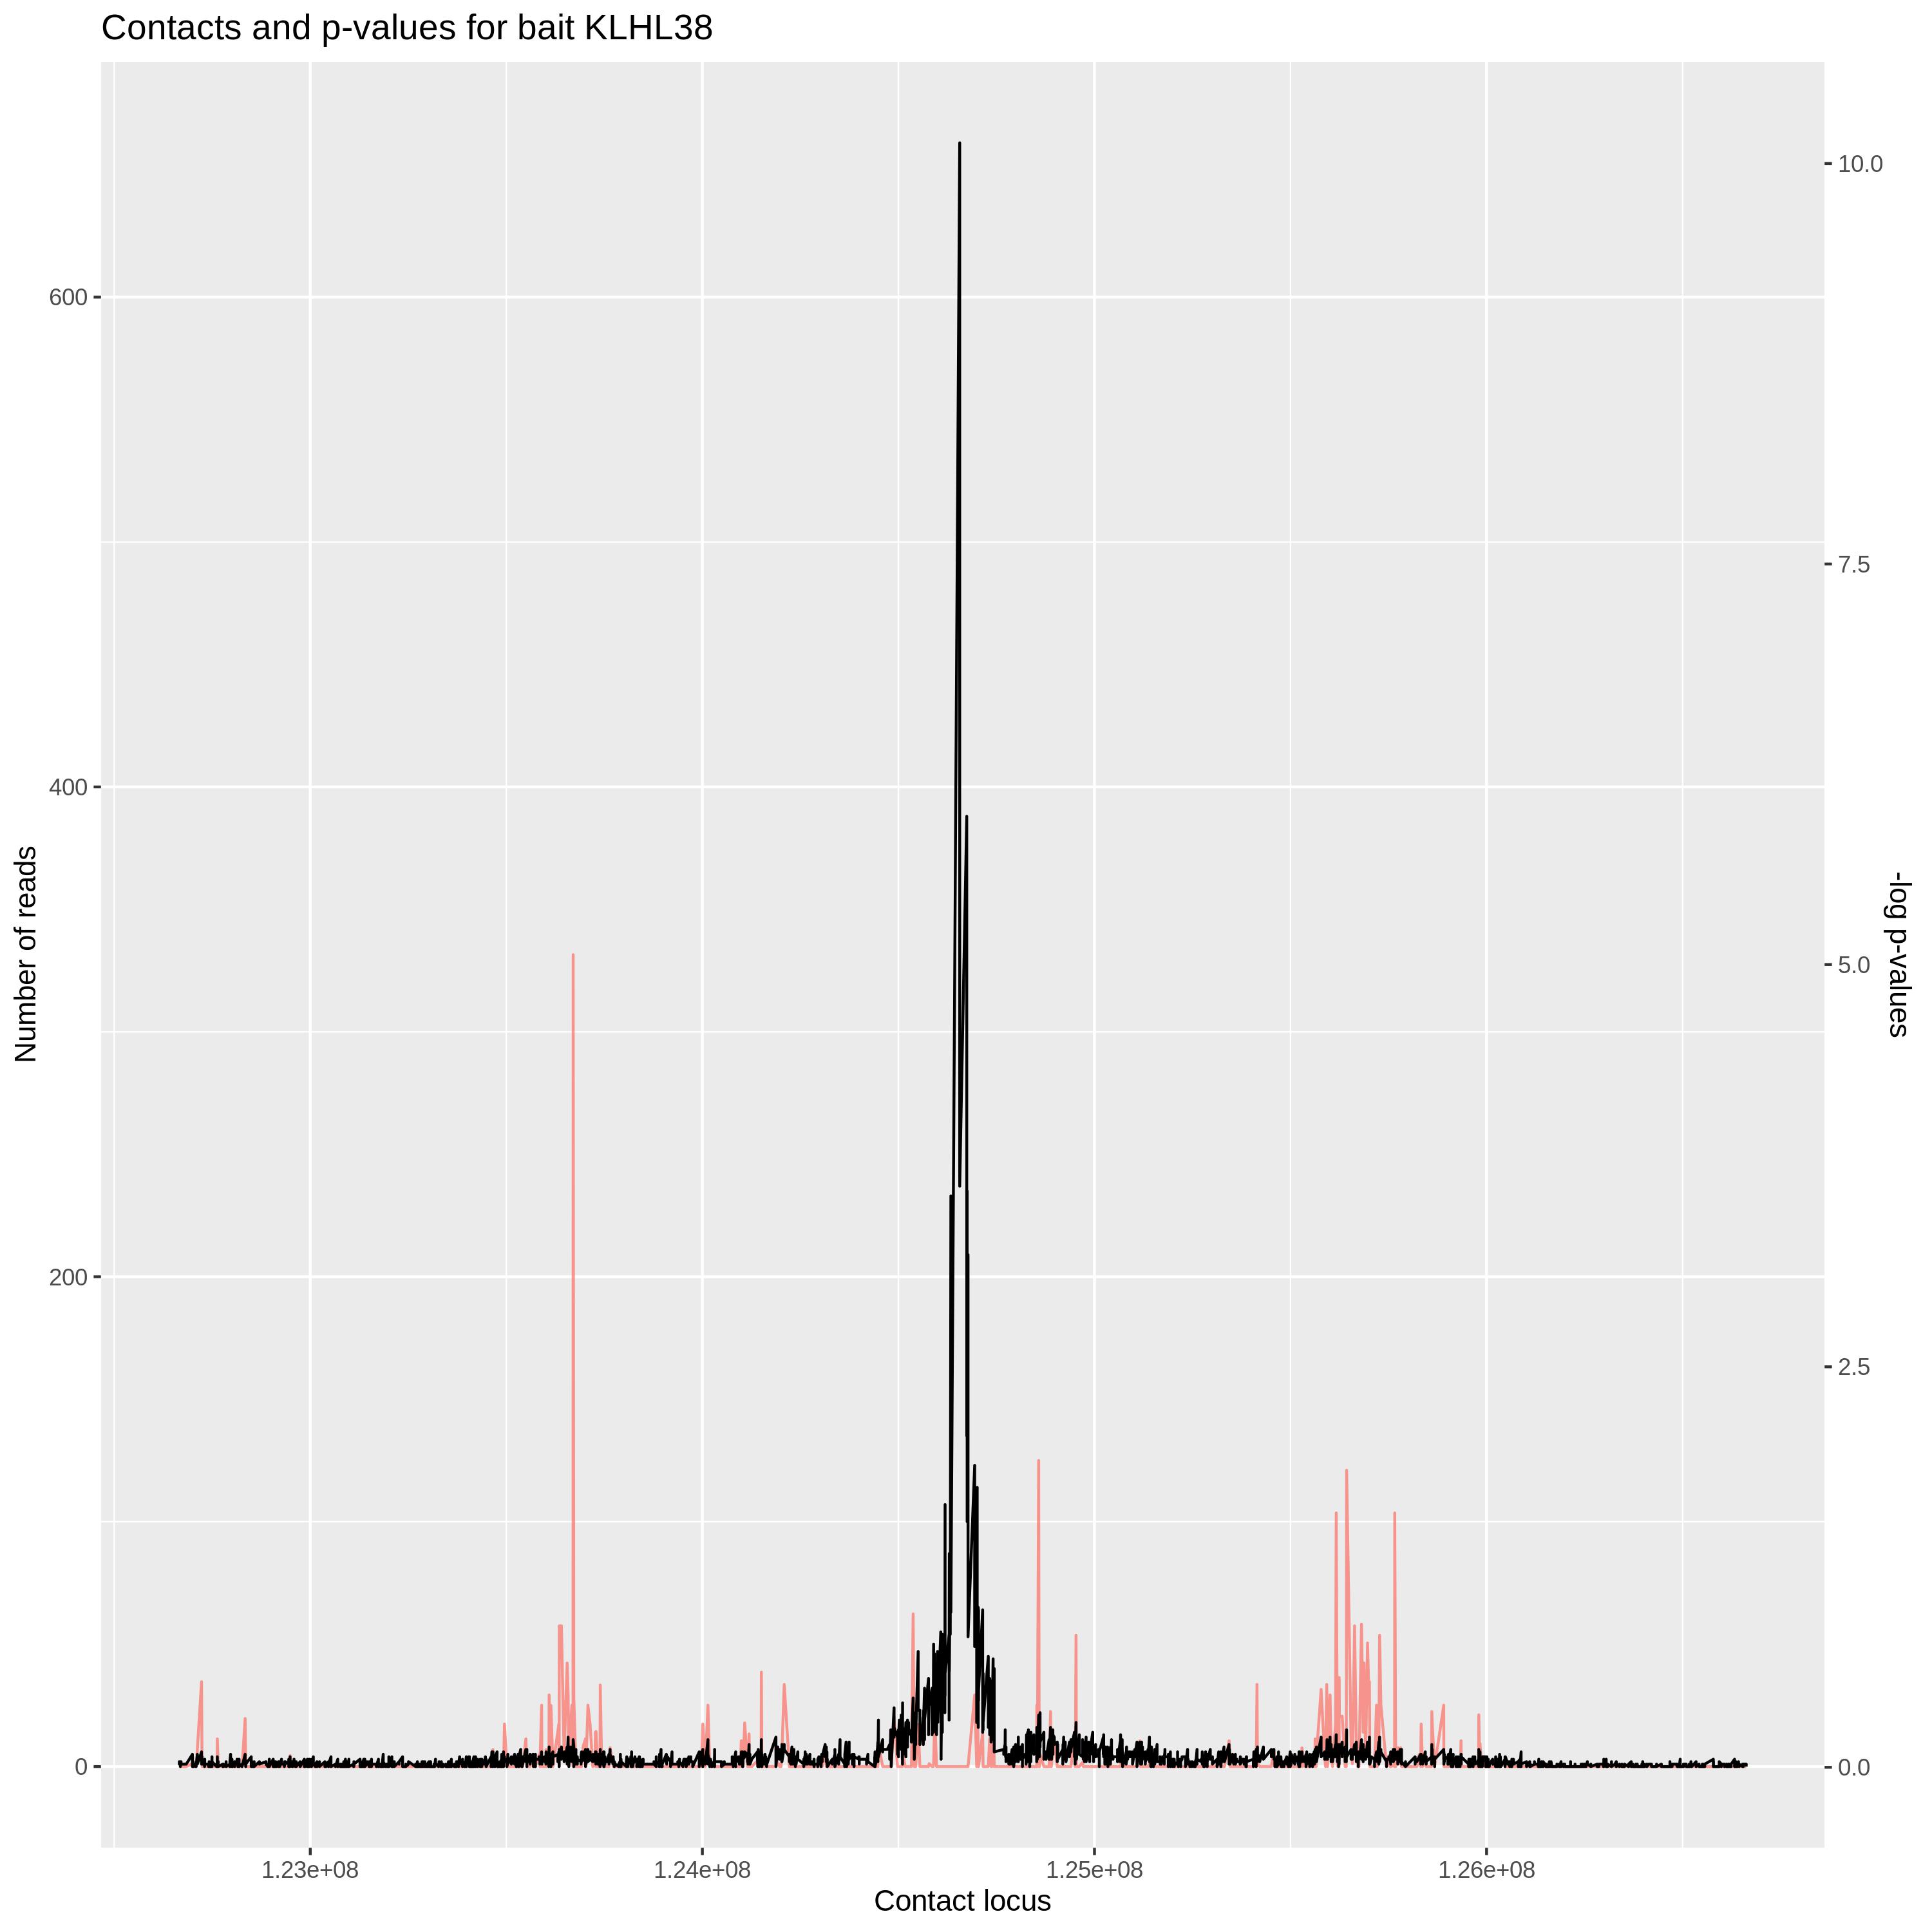 Contacts and p-values for bait KLHL38
Number of reads
600
400
200
0
10.0
7.5
5.0
2.5
0.0
-log p-values
1.23e+08
1.24e+08
1.25e+08
1.26e+08
Contact locus